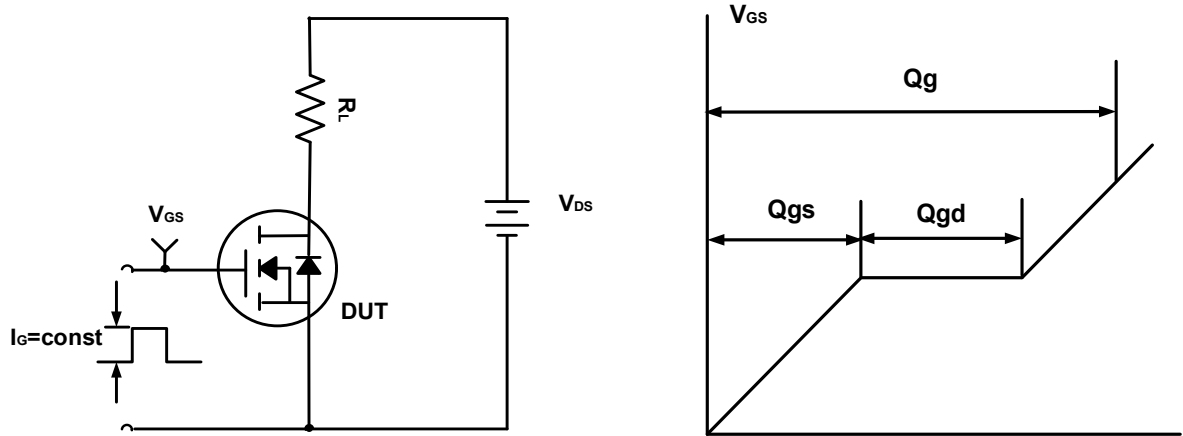 RL
VGS
VDS
DUT
IG=const
VGS
Qg
Qgs
Qgd